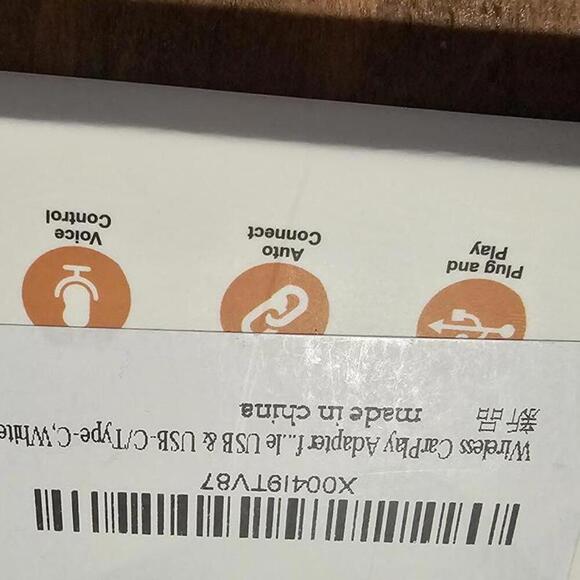 X004I9TV87
Wireless CarPlay Adapter f...le USB & USB-C/Type-C,White
新品
made in china
Plug and
Play
Auto
Connect
Voice
Control